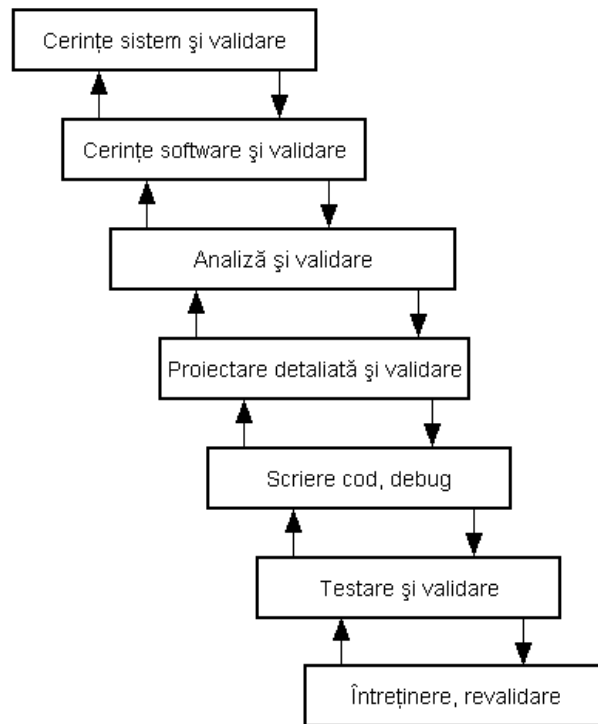 Cerințe sistem şi validare
Cerințe software şi validare
Analiză şi validare
Proiectare detaliată şi validare
Scriere cod, debug
Testare şi validare
Întreținere, revalidare